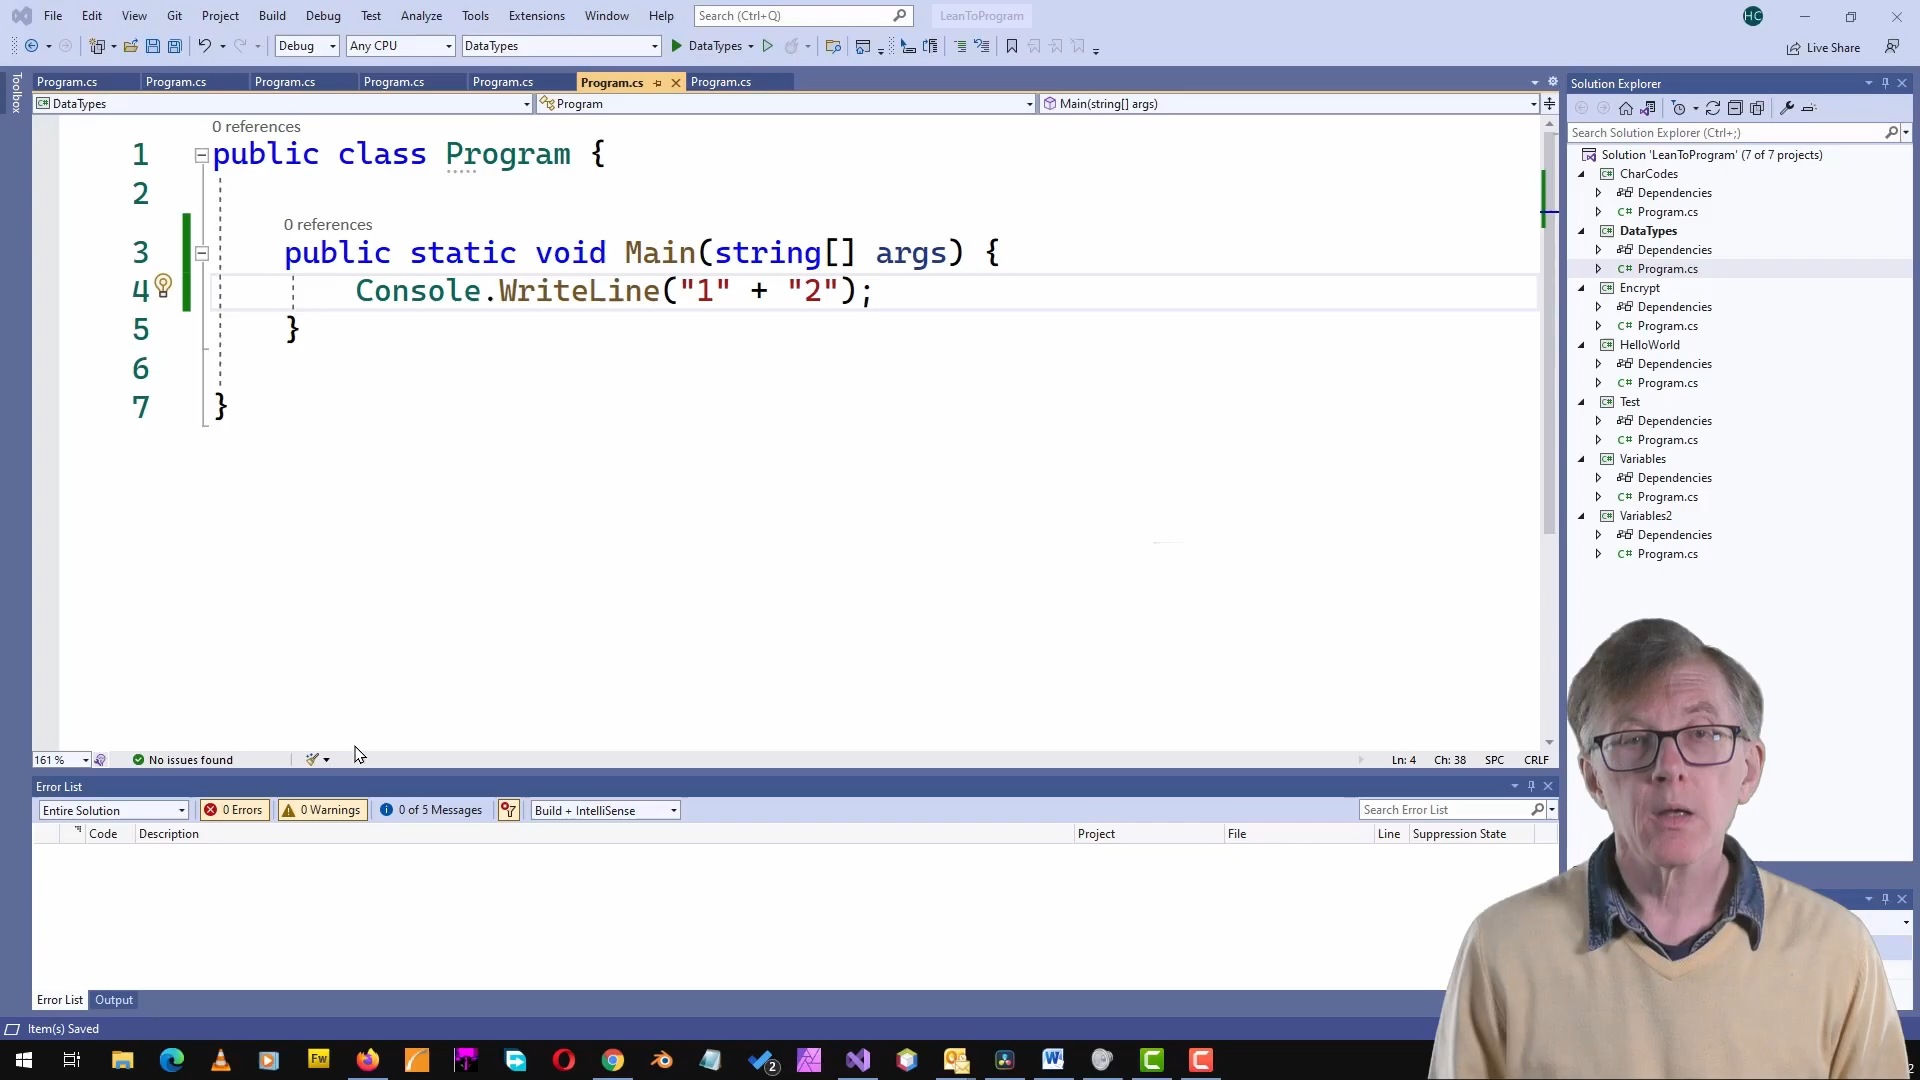 File Edit View Git Project Build Debug Test Analyze Tools Extensions Window Help Search (Ctrl+Q) LeanToProgram HC
Debug Any CPU DataTypes DataTypes Live Share
Toolbox
Program.cs Program.cs Program.cs Program.cs Program.cs Program.cs Program.cs
DataTypes Program Main(string[] args)
0 references
1 public class Program {
2
0 references
3 public static void Main(string[] args) {
4 Console.WriteLine("1" + "2");
5 }
6
7 }
161 % No issues found Ln: 4 Ch: 38 SPC CRLF
Error List
Entire Solution 0 Errors 0 Warnings 0 of 5 Messages Build + IntelliSense Search Error List
Code Description Project File Line Suppression State
Error List Output
Item(s) Saved
Solution Explorer
Search Solution Explorer (Ctrl+;)
Solution 'LeanToProgram' (7 of 7 projects)
C# CharCodes
Dependencies
C# Program.cs
C# DataTypes
Dependencies
C# Program.cs
C# Encrypt
Dependencies
C# Program.cs
C# HelloWorld
Dependencies
C# Program.cs
C# Test
Dependencies
C# Program.cs
C# Variables
Dependencies
C# Program.cs
C# Variables2
Dependencies
C# Program.cs
Fw 2 W C C